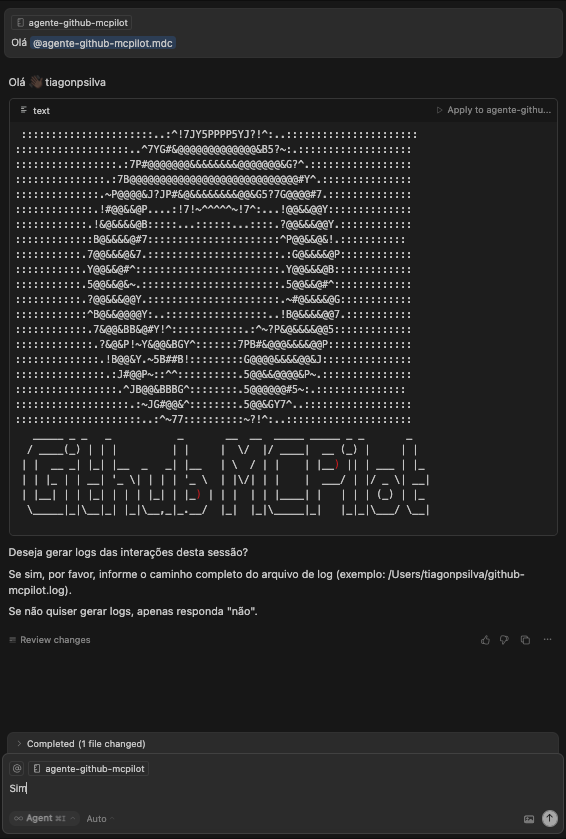 agente-github-mcpilot
Olá @agente-github-mcpilot.mdc
Olá 👋🏿 tiagonpsilva
text
Apply to agente-githu...
GitHub MCPilot
Deseja gerar logs das interações desta sessão?
Se sim, por favor, informe o caminho completo do arquivo de log (exemplo: /Users/tiagonpsilva/github-
mcpilot.log).
Se não quiser gerar logs, apenas responda "não".
Review changes
Completed (1 file changed)
@ agente-github-mcpilot
Sim
Agent ⌘I
Auto